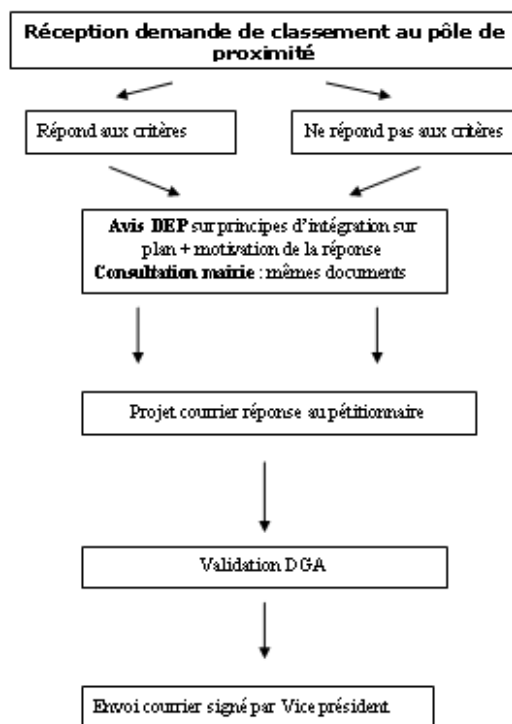 Réception demande de classement au pôle de
proximité
Répond aux critères
Ne répond pas aux critères
Avis DEP sur principes d'intégration sur
plan + motivation de la réponse
Consultation mairie : mêmes documents
Projet courrier réponse au pétitionnaire
Validation DGA
Envoi courrier signé par Vice président